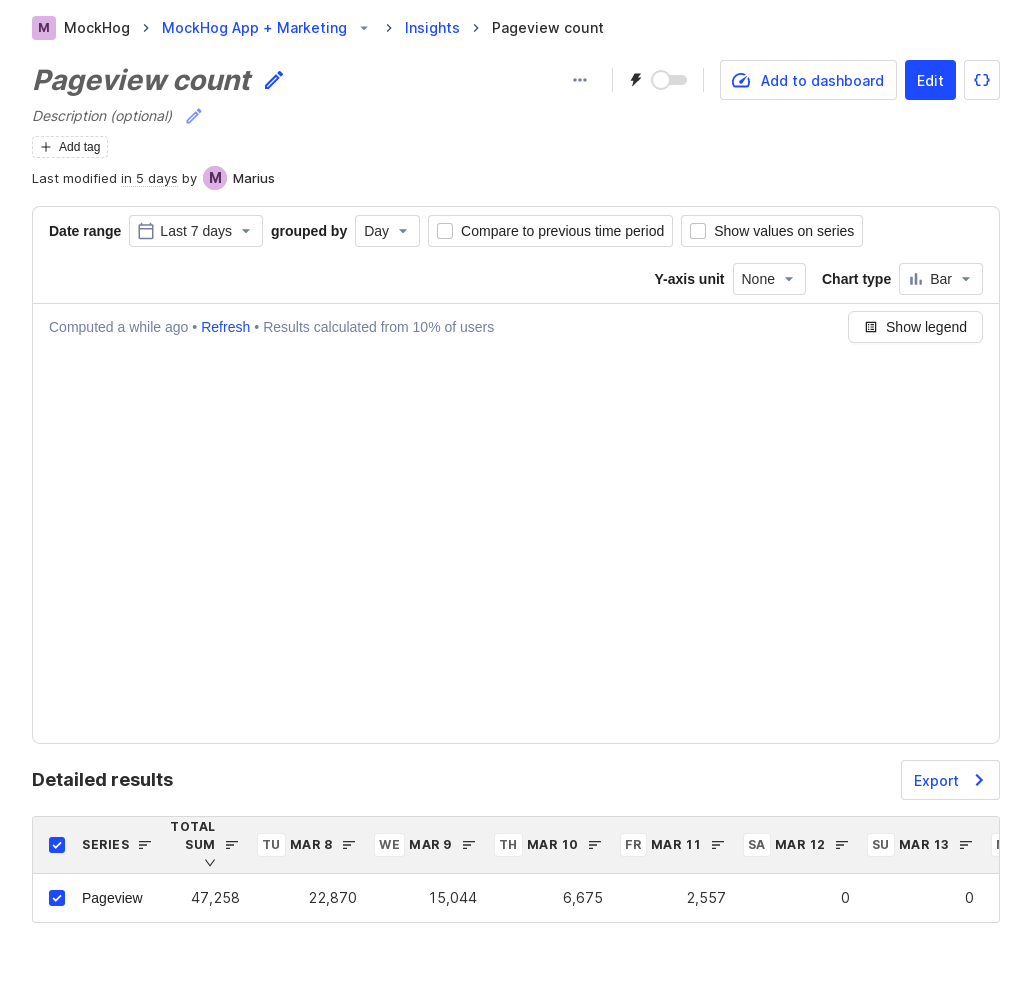 M MockHog MockHog App + Marketing Insights Pageview count
Pageview count
Add to dashboard Edit
Description (optional)
Add tag
Last modified in 5 days by M Marius
Date range Last 7 days grouped by Day Compare to previous time period Show values on series
Y-axis unit None Chart type Bar
Computed a while ago • Refresh • Results calculated from 10% of users Show legend
Detailed results Export
SERIES TOTAL SUM TU MAR 8 WE MAR 9 TH MAR 10 FR MAR 11 SA MAR 12 SU MAR 13
Pageview 47,258 22,870 15,044 6,675 2,557 0 0